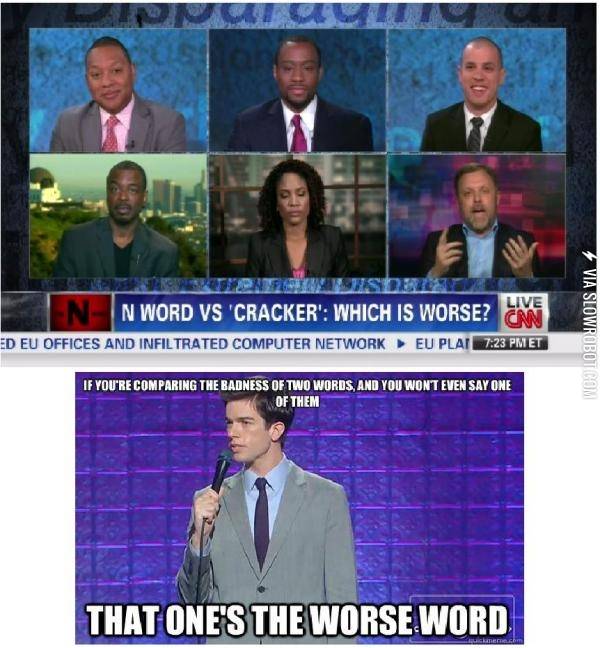 Disparaging
-N-
N WORD VS 'CRACKER': WHICH IS WORSE?
LIVE
CNN
ED EU OFFICES AND INFILTRATED COMPUTER NETWORK ▶ EU PLA
7:23 PM ET
VIA SLOWROBOT.COM
IF YOU'RE COMPARING THE BADNESS OF TWO WORDS, AND YOU WON'T EVEN SAY ONE
OF THEM
THAT ONE'S THE WORSE WORD
quickmeme.com